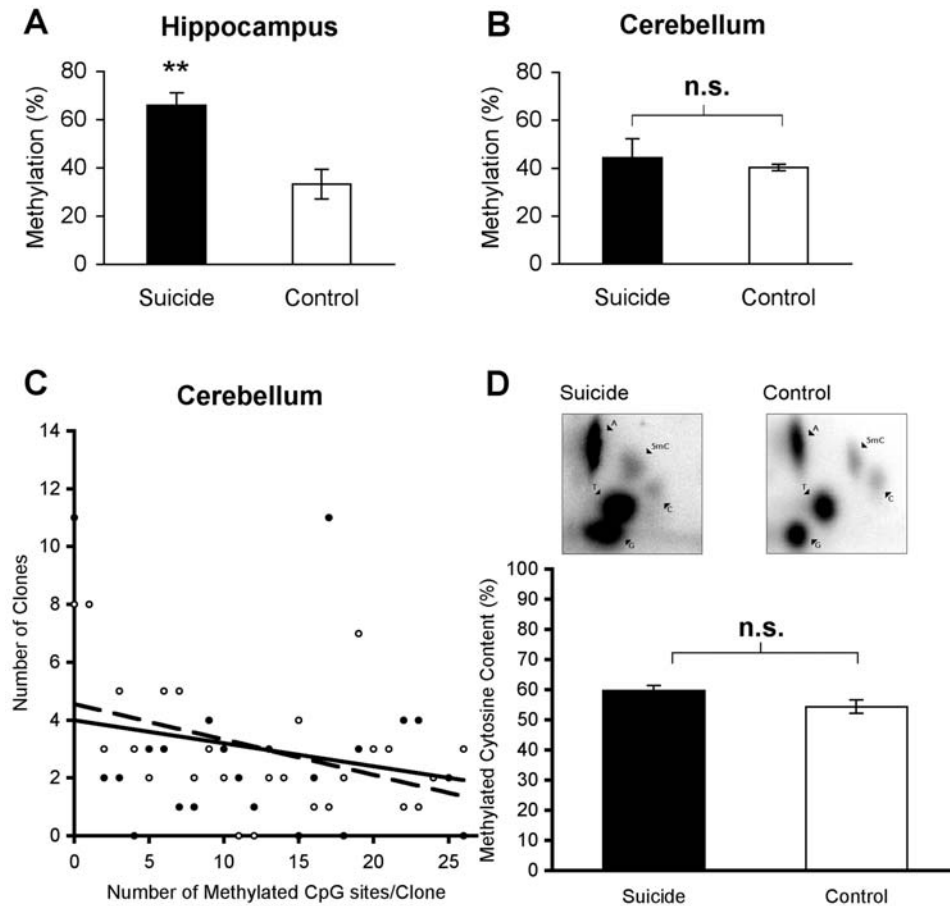 A
Hippocampus
Methylation (%)
80
60
40
20
0
**
Suicide
Control
B
Cerebellum
Methylation (%)
80
60
40
20
0
n.s.
Suicide
Control
C
Cerebellum
Number of Clones
14
12
10
8
6
4
2
0
0
5
10
15
20
25
Number of Methylated CpG sites/Clone
D
Suicide
A
5mC
T
C
G
Control
A
5mC
T
C
G
Methylated Cytosine Content (%)
100
90
80
70
60
50
40
30
20
10
0
n.s.
Suicide
Control